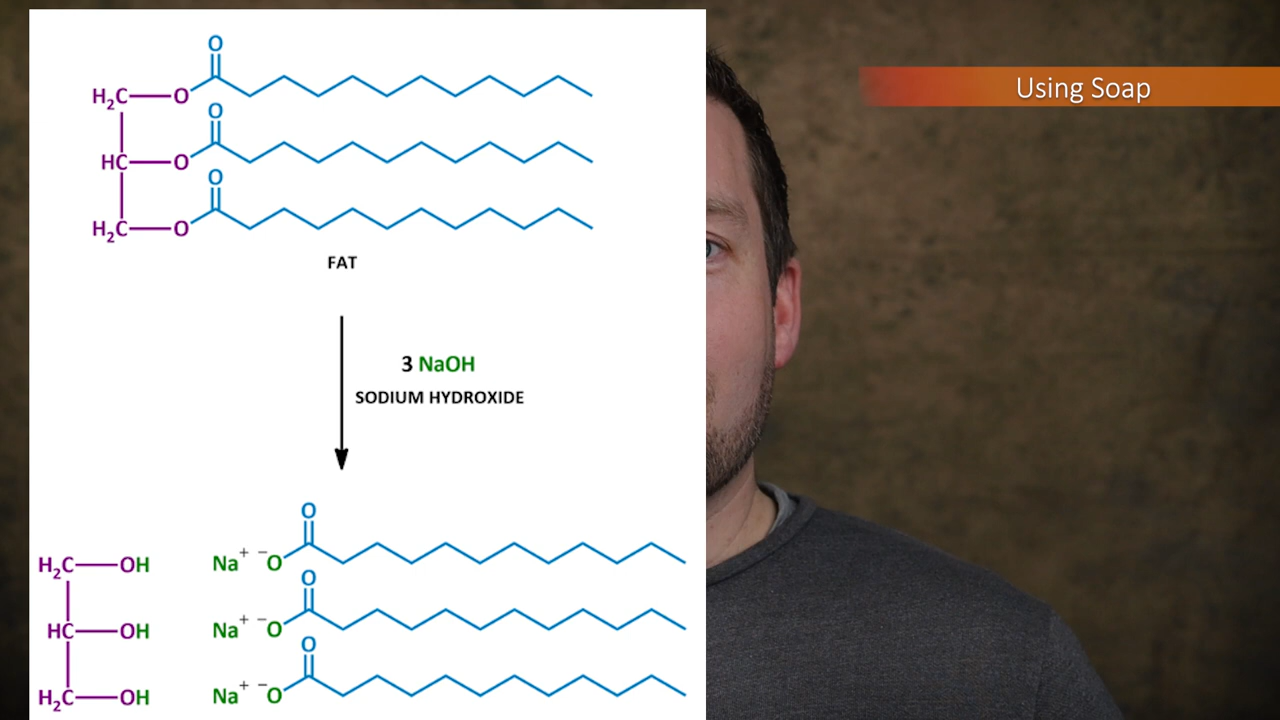 Using Soap
O
H₂C—O
O
HC—O
O
H₂C—O
FAT
3 NaOH
SODIUM HYDROXIDE
O
H₂C—OH Na⁺ ⁻O
O
HC—OH Na⁺ ⁻O
O
H₂C—OH Na⁺ ⁻O